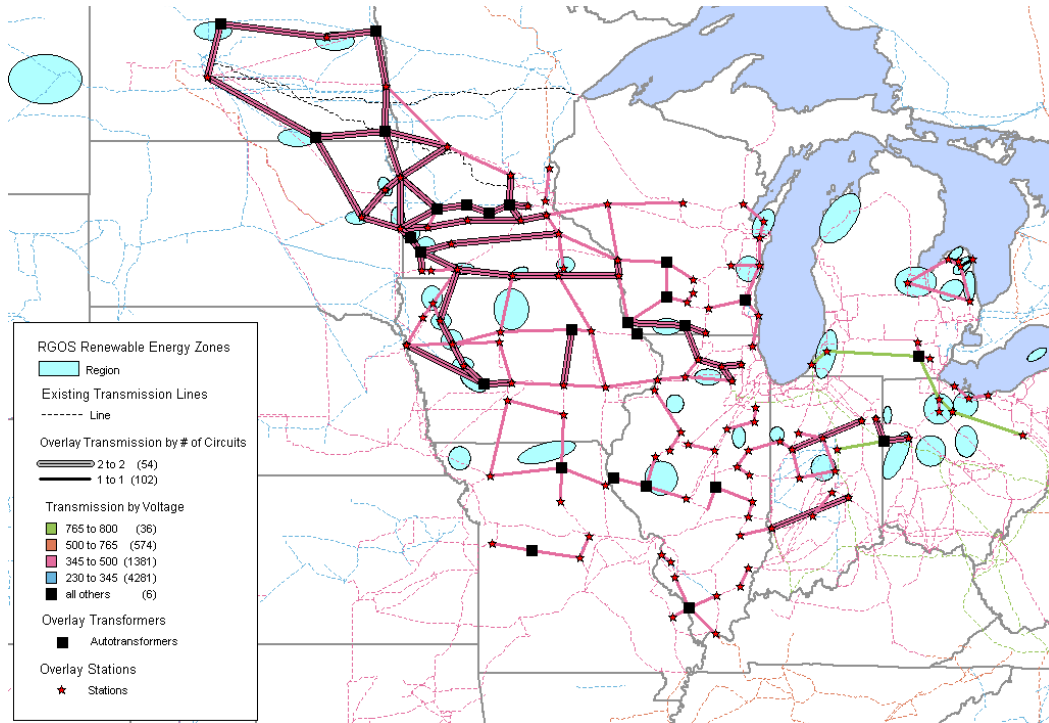 RGOS Renewable Energy Zones
Region
Existing Transmission Lines
Line
Overlay Transmission by # of Circuits
2 to 2 (54)
1 to 1 (102)
Transmission by Voltage
765 to 800 (36)
500 to 765 (574)
345 to 500 (1381)
230 to 345 (4281)
all others (6)
Overlay Transformers
Autotransformers
Overlay Stations
Stations